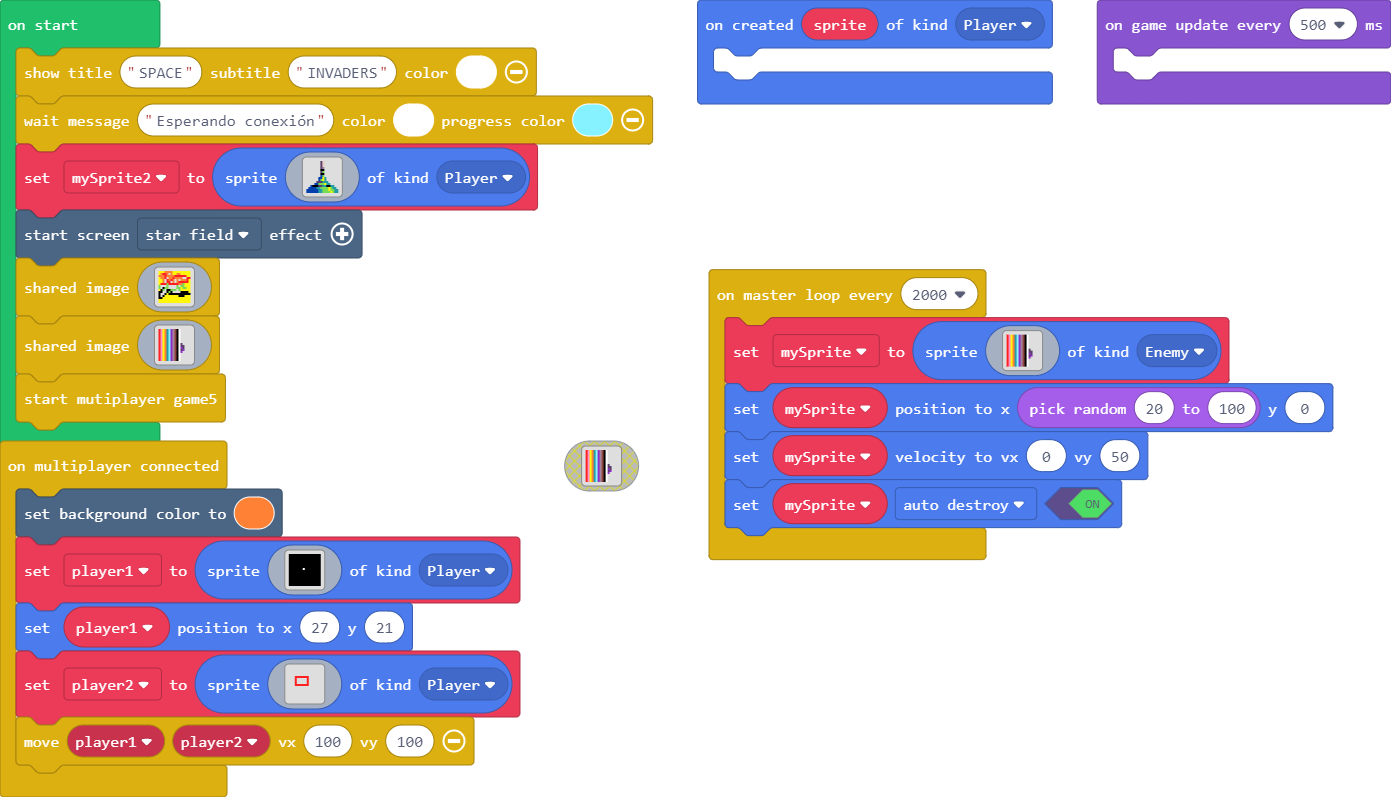 on start
show title "SPACE" subtitle "INVADERS" color
wait message "Esperando conexión" color progress color
set mySprite2 to sprite of kind Player
start screen star field effect
shared image
shared image
start mutiplayer game5
on multiplayer connected
set background color to
set player1 to sprite of kind Player
set player1 position to x 27 y 21
set player2 to sprite of kind Player
move player1 player2 vx 100 vy 100
on created sprite of kind Player
on game update every 500 ms
on master loop every 2000
set mySprite to sprite of kind Enemy
set mySprite position to x pick random 20 to 100 y 0
set mySprite velocity to vx 0 vy 50
set mySprite auto destroy ON